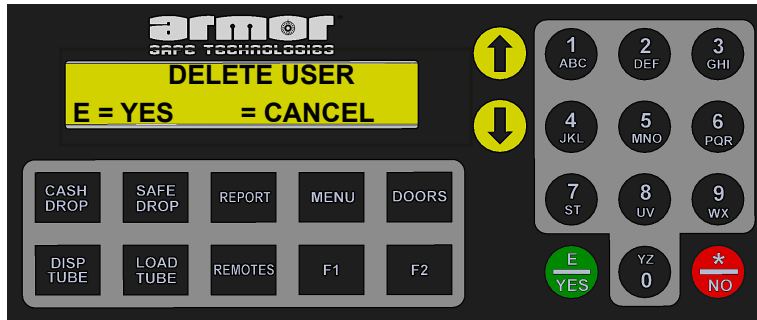 armor
SAFE TECHNOLOGIES
DELETE USER
E = YES = CANCEL
1
ABC
2
DEF
3
GHI
4
JKL
5
MNO
6
PQR
7
ST
8
UV
9
WX
E
YES
YZ
0
*
NO
CASH
DROP
SAFE
DROP
REPORT
MENU
DOORS
DISP
TUBE
LOAD
TUBE
REMOTES
F1
F2